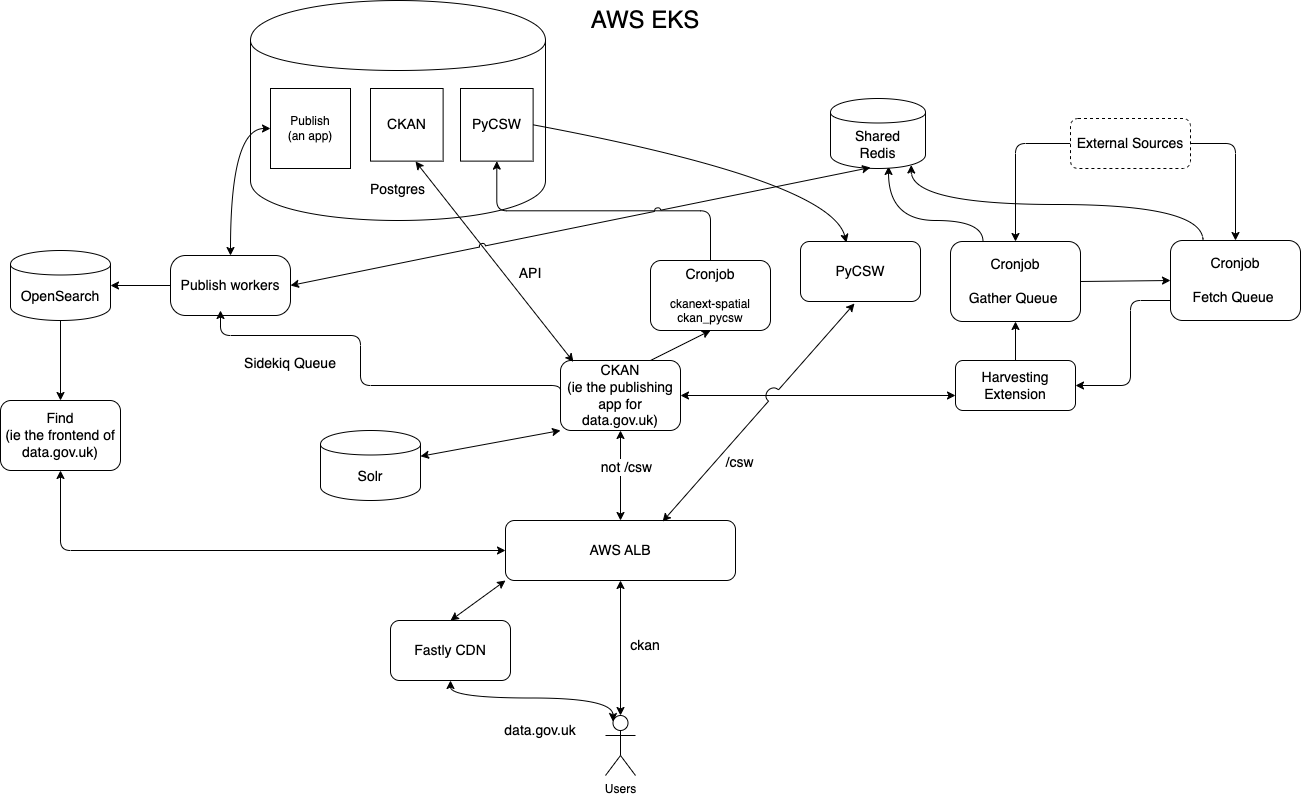 AWS EKS
Publish
(an app)
CKAN
PyCSW
Postgres
Shared
Redis
External Sources
OpenSearch
Publish workers
API
Cronjob
ckanext-spatial
ckan_pycsw
PyCSW
Cronjob
Gather Queue
Cronjob
Fetch Queue
Sidekiq Queue
CKAN
(ie the publishing
app for
data.gov.uk)
Harvesting
Extension
Find
(ie the frontend of
data.gov.uk)
Solr
not /csw
/csw
AWS ALB
Fastly CDN
ckan
data.gov.uk
Users